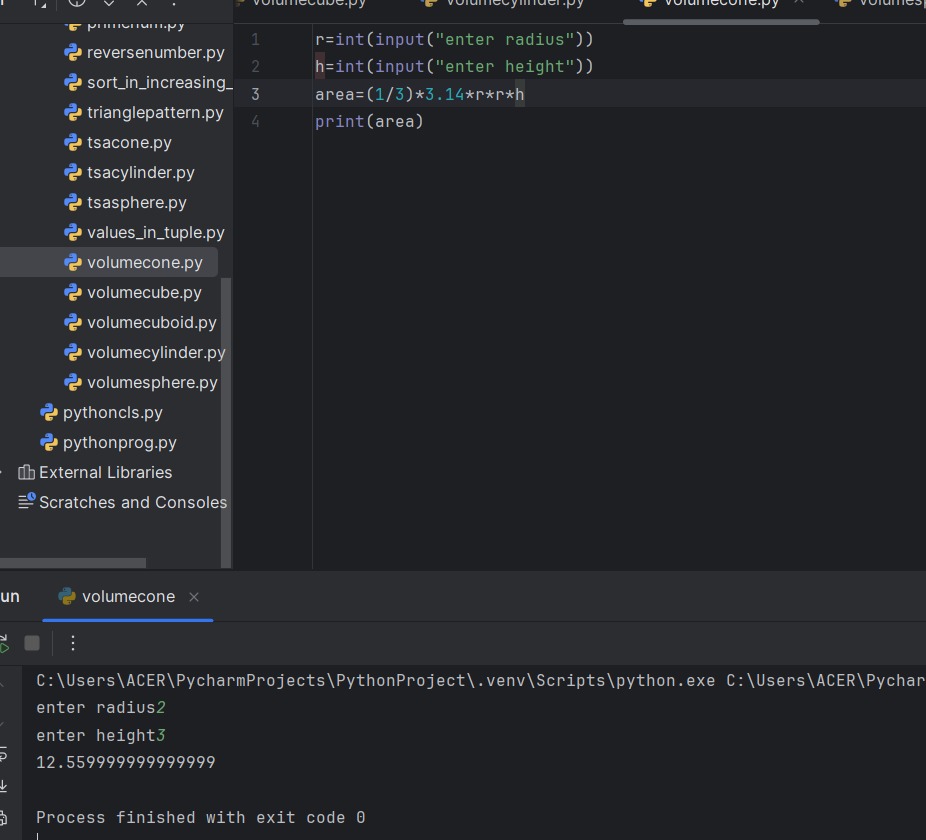 volumecube.py
volumecylinder.py
volumecone.py
primenum.py
reversenumber.py
sort_in_increasing_
trianglepattern.py
tsacone.py
tsacylinder.py
tsasphere.py
values_in_tuple.py
volumecone.py
volumecube.py
volumecuboid.py
volumecylinder.py
volumesphere.py
pythoncls.py
pythonprog.py
External Libraries
Scratches and Consoles
1 r=int(input("enter radius"))
2 h=int(input("enter height"))
3 area=(1/3)*3.14*r*r*h
4 print(area)
un
volumecone
C:\Users\ACER\PycharmProjects\PythonProject\.venv\Scripts\python.exe C:\Users\ACER\Pychar
enter radius2
enter height3
12.559999999999999
Process finished with exit code 0